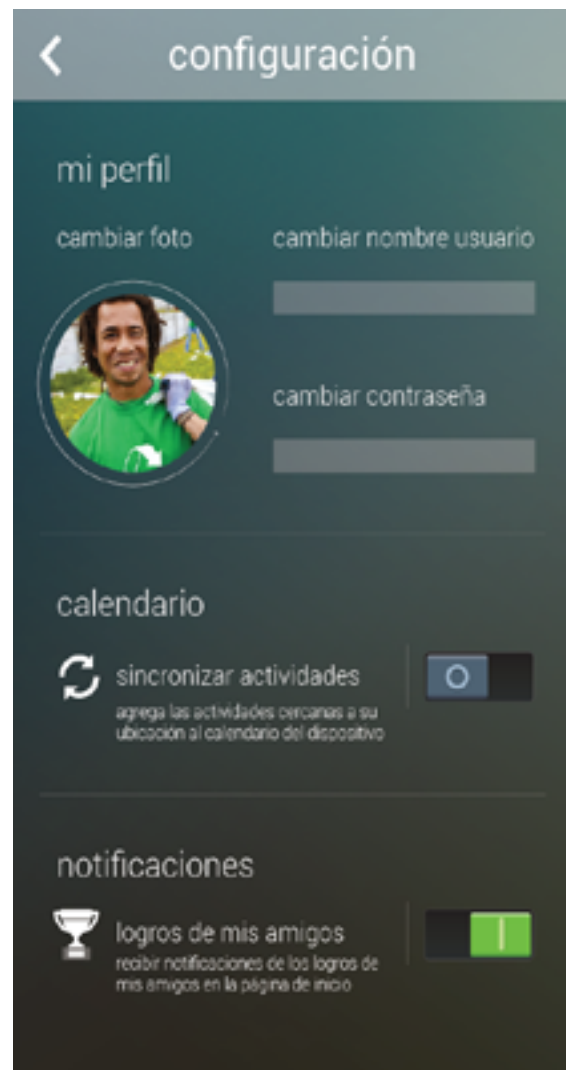 configuración
mi perfil
cambiar foto
cambiar nombre usuario
cambiar contraseña
calendario
sincronizar actividades
agrega las actividades cercanas a su
ubicación al calendario del dispositivo
notificaciones
logros de mis amigos
recibir notificaciones de los logros de
mis amigos en la página de inicio